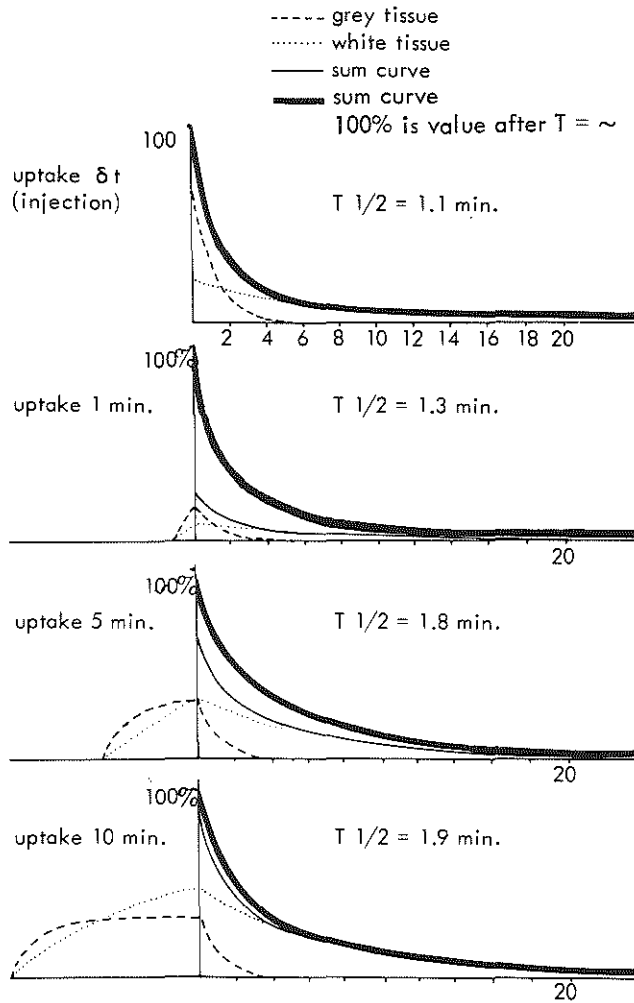 grey tissue
white tissue
sum curve
sum curve
100% is value after T = ~
100
uptake δt
(injection)
T 1/2 = 1.1 min.
2 4 6 8 10 12 14 16 18 20
100%
uptake 1 min.
T 1/2 = 1.3 min.
20
100%
uptake 5 min.
T 1/2 = 1.8 min.
20
100%
uptake 10 min.
T 1/2 = 1.9 min.
20